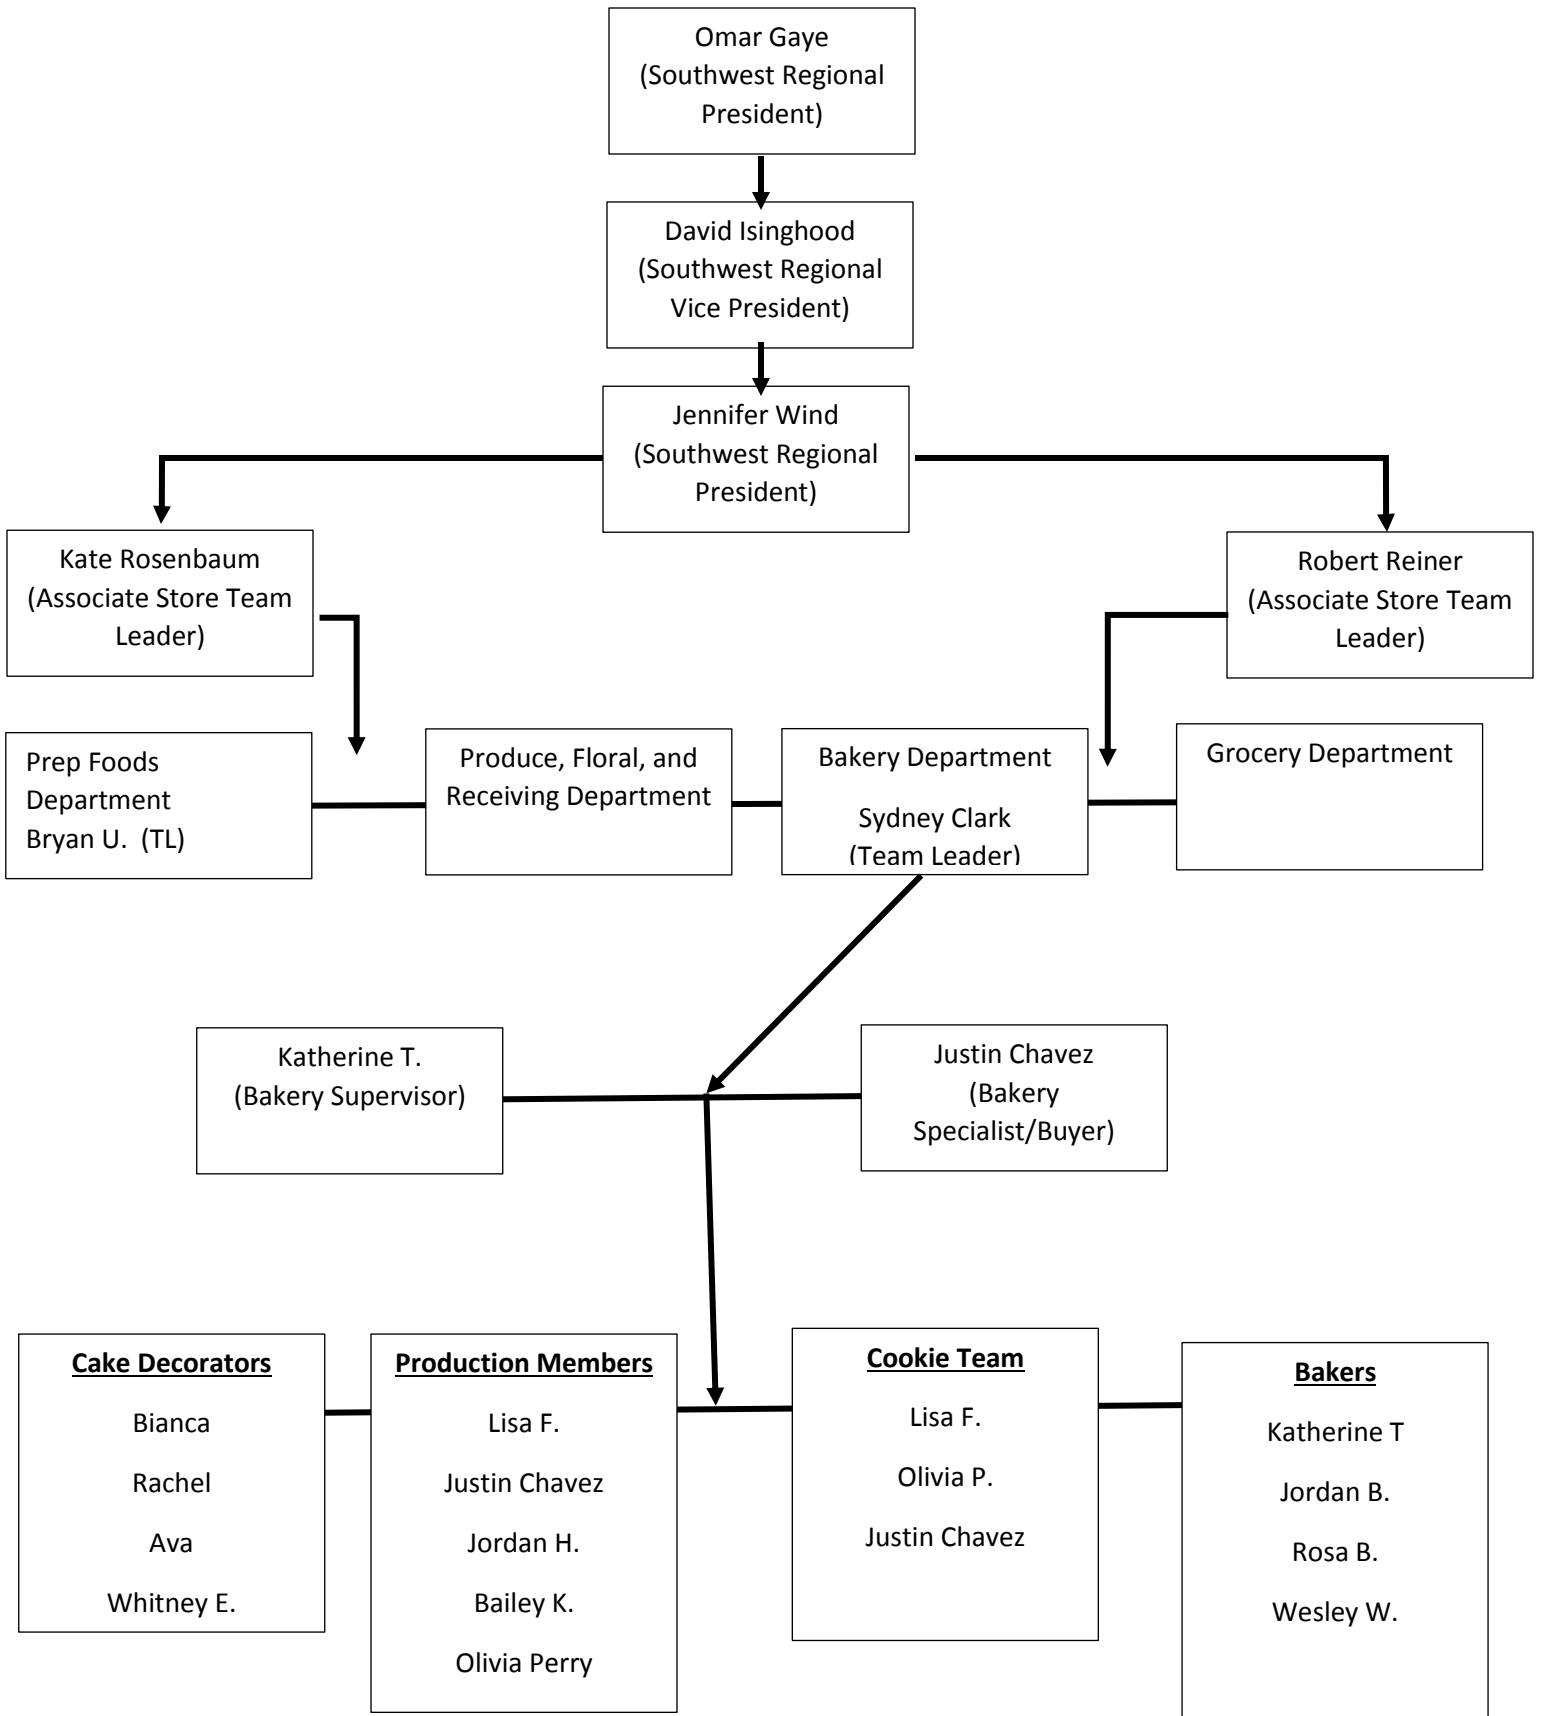 Omar Gaye
(Southwest Regional
President)
David Isinghood
(Southwest Regional
Vice President)
Jennifer Wind
(Southwest Regional
President)
Kate Rosenbaum
(Associate Store Team
Leader)
Robert Reiner
(Associate Store Team
Leader)
Prep Foods
Department
Bryan U.  (TL)
Produce, Floral, and
Receiving Department
Bakery Department
Sydney Clark
(Team Leader)
Grocery Department
Katherine T.
(Bakery Supervisor)
Justin Chavez
(Bakery
Specialist/Buyer)
Cake Decorators
Bianca
Rachel
Ava
Whitney E.
Production Members
Lisa F.
Justin Chavez
Jordan H.
Bailey K.
Olivia Perry
Cookie Team
Lisa F.
Olivia P.
Justin Chavez
Bakers
Katherine T
Jordan B.
Rosa B.
Wesley W.